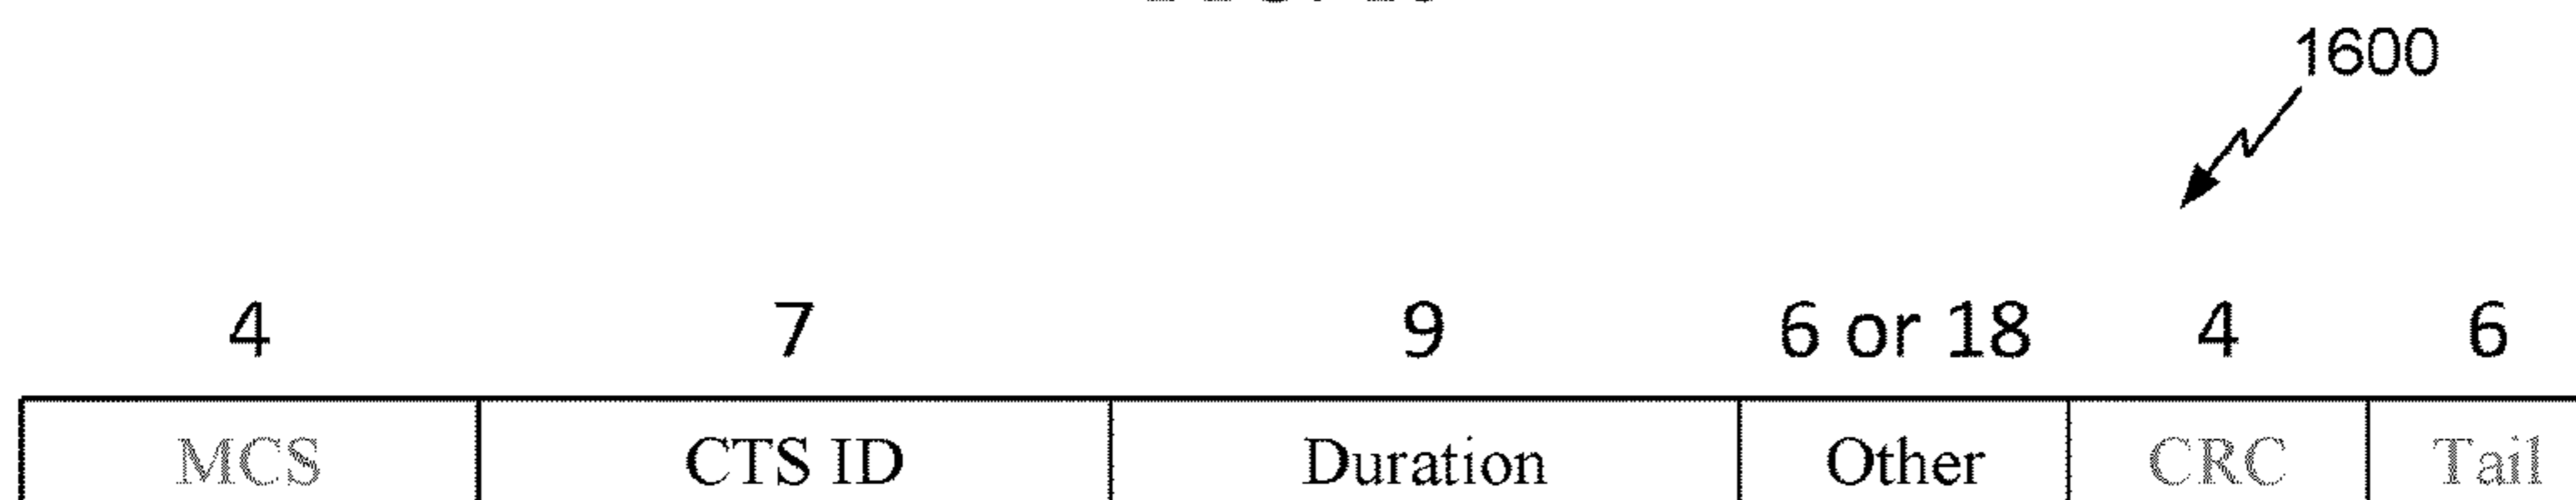 1600
4 7 9 6 or 18 4 6
MCS CTS ID Duration Other CRC Tail